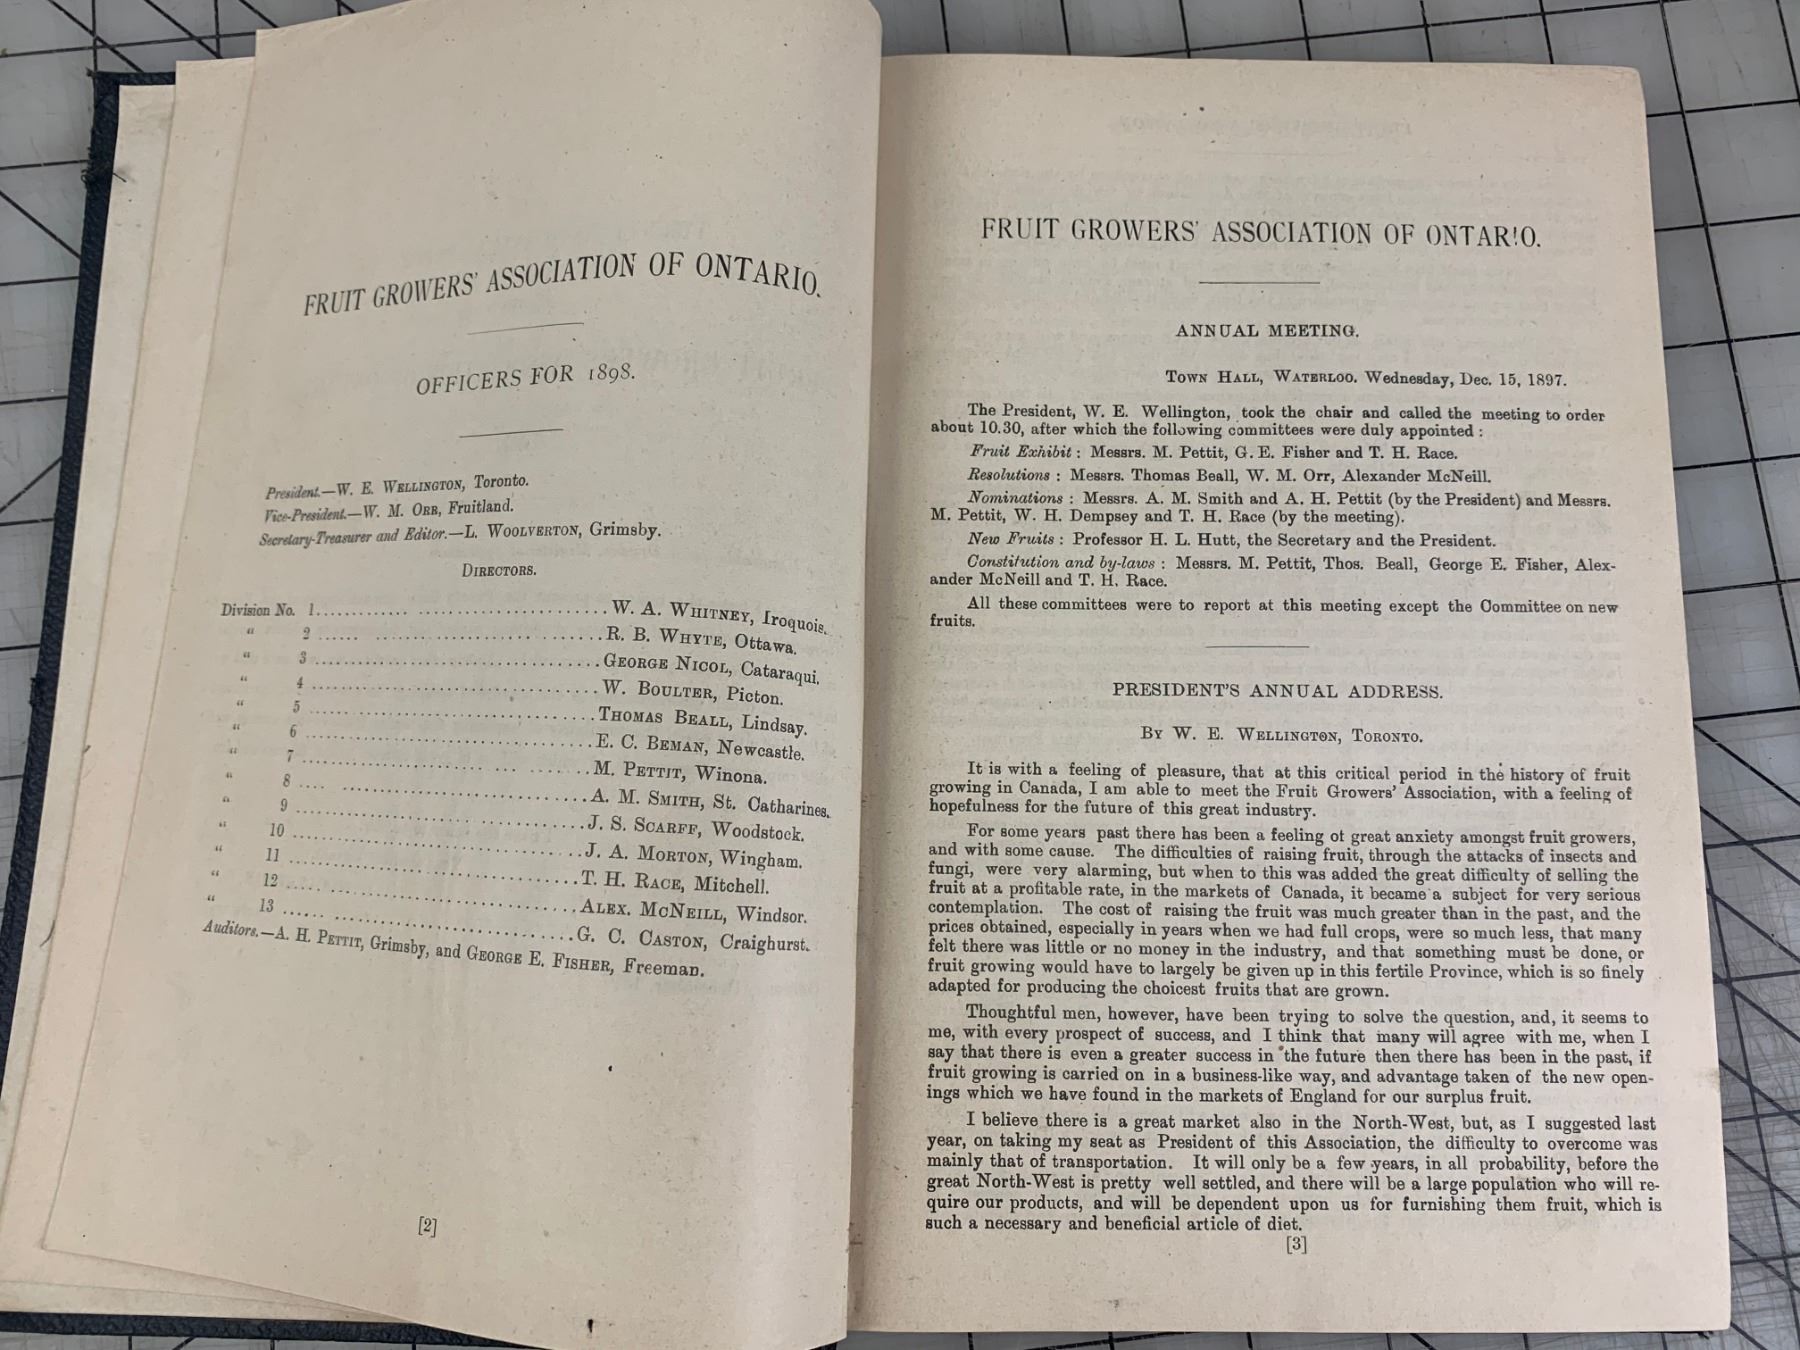 FRUIT GROWERS' ASSOCIATION OF ONTARIO.
OFFICERS FOR 1898.
President.—W. E. WELLINGTON, Toronto.
Vice-President.—W. M. ORR, Fruitland.
Secretary-Treasurer and Editor.—L. WOOLVERTON, Grimsby.
DIRECTORS.
Division No. 1.................................W. A. WHITNEY, Iroquois.
" 2.................................R. B. WHYTE, Ottawa.
" 3.................................GEORGE NICOL, Cataraqui.
" 4.................................W. BOULTER, Picton.
" 5.................................THOMAS BEALL, Lindsay.
" 6.................................E. C. BEMAN, Newcastle.
" 7.................................M. PETTIT, Winona.
" 8.................................A. M. SMITH, St. Catharines.
" 9.................................J. S. SCARFF, Woodstock.
" 10.................................J. A. MORTON, Wingham.
" 11.................................T. H. RACE, Mitchell.
" 12.................................ALEX. MCNEILL, Windsor.
" 13.................................G. C. CASTON, Craighurst.
Auditors.—A. H. PETTIT, Grimsby, and GEORGE E. FISHER, Freeman.
[2]
FRUIT GROWERS' ASSOCIATION OF ONTARIO.
ANNUAL MEETING.
TOWN HALL, WATERLOO. Wednesday, Dec. 15, 1897.
The President, W. E. Wellington, took the chair and called the meeting to order
about 10.30, after which the following committees were duly appointed :
Fruit Exhibit : Messrs. M. Pettit, G. E. Fisher and T. H. Race.
Resolutions : Messrs. Thomas Beall, W. M. Orr, Alexander McNeill.
Nominations : Messrs. A. M. Smith and A. H. Pettit (by the President) and Messrs.
M. Pettit, W. H. Dempsey and T. H. Race (by the meeting).
New Fruits : Professor H. L. Hutt, the Secretary and the President.
Constitution and by-laws : Messrs. M. Pettit, Thos. Beall, George E. Fisher, Alex-
ander McNeill and T. H. Race.
All these committees were to report at this meeting except the Committee on new
fruits.
PRESIDENT'S ANNUAL ADDRESS.
BY W. E. WELLINGTON, TORONTO.
It is with a feeling of pleasure, that at this critical period in the history of fruit
growing in Canada, I am able to meet the Fruit Growers' Association, with a feeling of
hopefulness for the future of this great industry.
For some years past there has been a feeling of great anxiety amongst fruit growers,
and with some cause. The difficulties of raising fruit, through the attacks of insects and
fungi, were very alarming, but when to this was added the great difficulty of selling the
fruit at a profitable rate, in the markets of Canada, it became a subject for very serious
contemplation. The cost of raising the fruit was much greater than in the past, and the
prices obtained, especially in years when we had full crops, were so much less, that many
felt there was little or no money in the industry, and that something must be done, or
fruit growing would have to largely be given up in this fertile Province, which is so finely
adapted for producing the choicest fruits that are grown.
Thoughtful men, however, have been trying to solve the question, and, it seems to
me, with every prospect of success, and I think that many will agree with me, when I
say that there is even a greater success in the future then there has been in the past, if
fruit growing is carried on in a business-like way, and advantage taken of the new open-
ings which we have found in the markets of England for our surplus fruit.
I believe there is a great market also in the North-West, but, as I suggested last
year, on taking my seat as President of this Association, the difficulty to overcome was
mainly that of transportation. It will only be a few years, in all probability, before the
great North-West is pretty well settled, and there will be a large population who will re-
quire our products, and will be dependent upon us for furnishing them fruit, which is
such a necessary and beneficial article of diet.
[3]